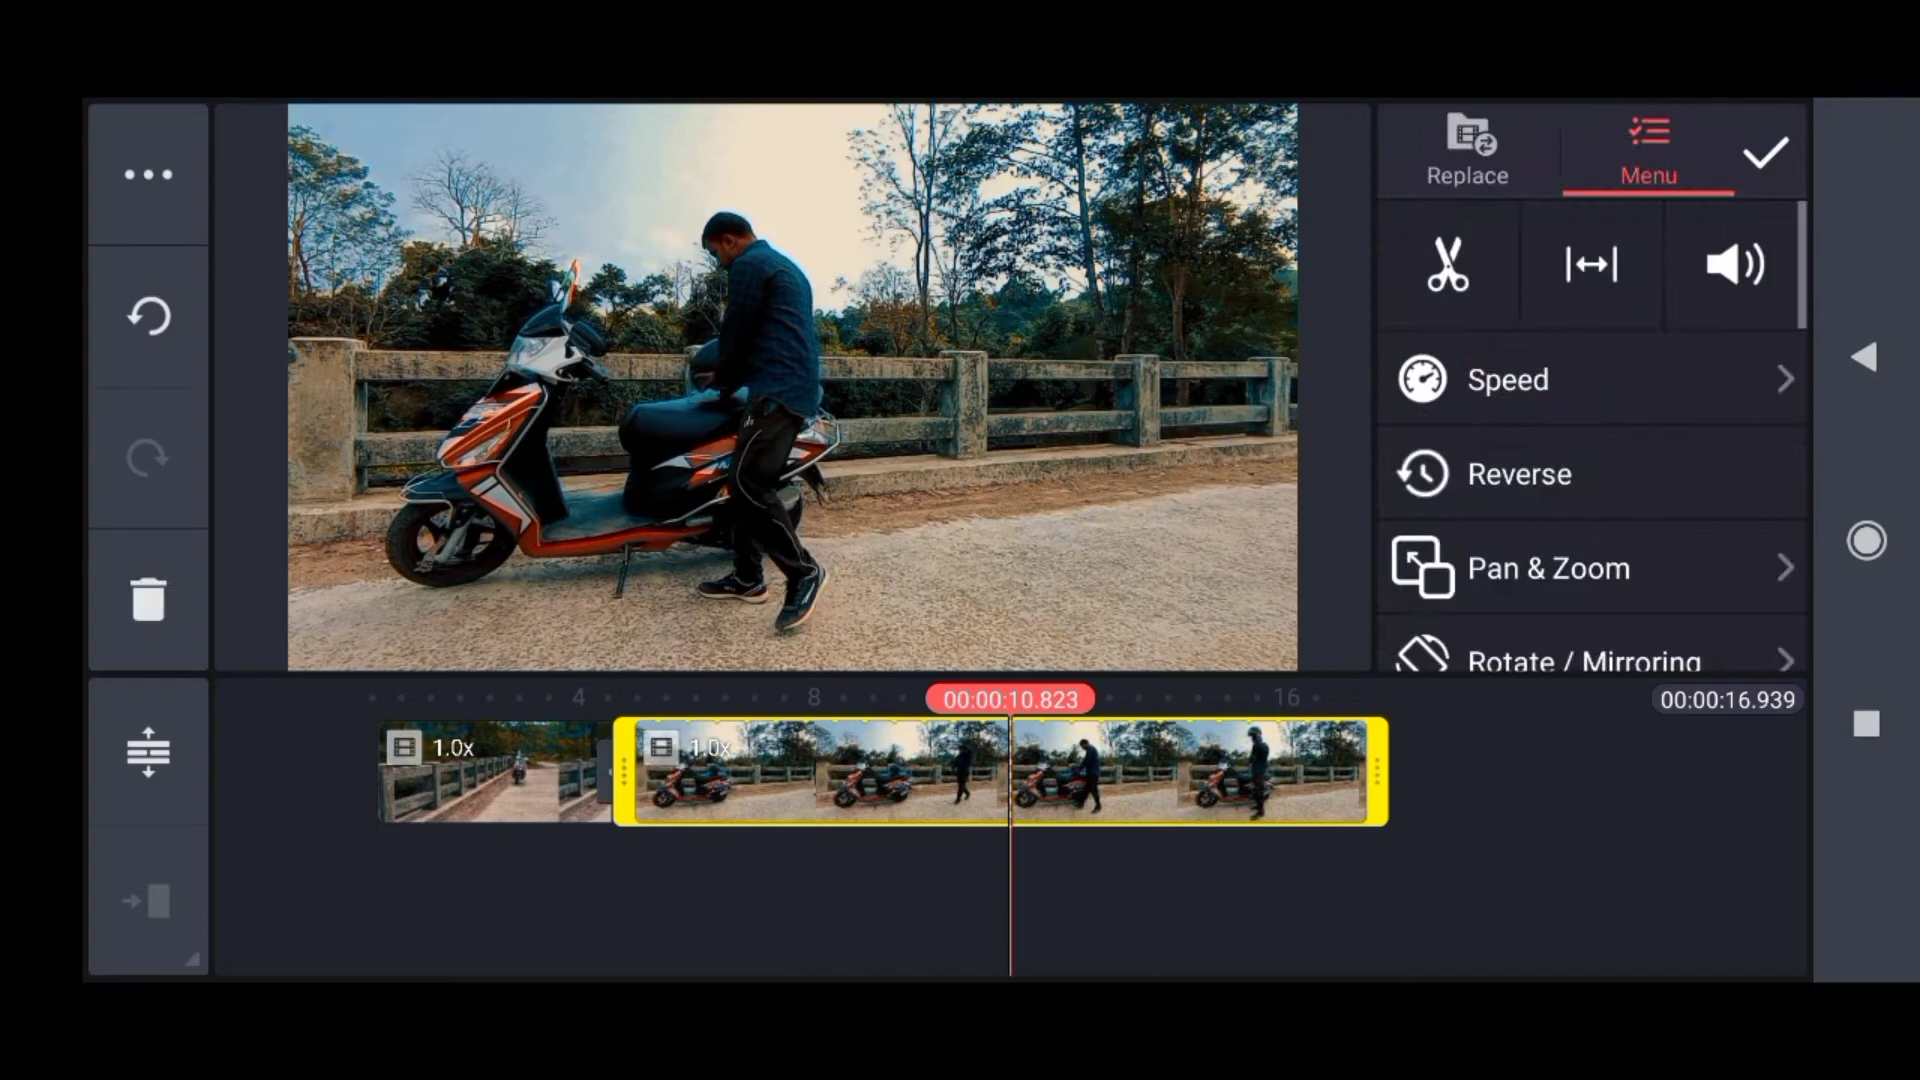 Replace
Menu
Speed
Reverse
Pan & Zoom
Rotate / Mirroring
4
8
00:00:10.823
16
00:00:16.939
1.0x
1.0x